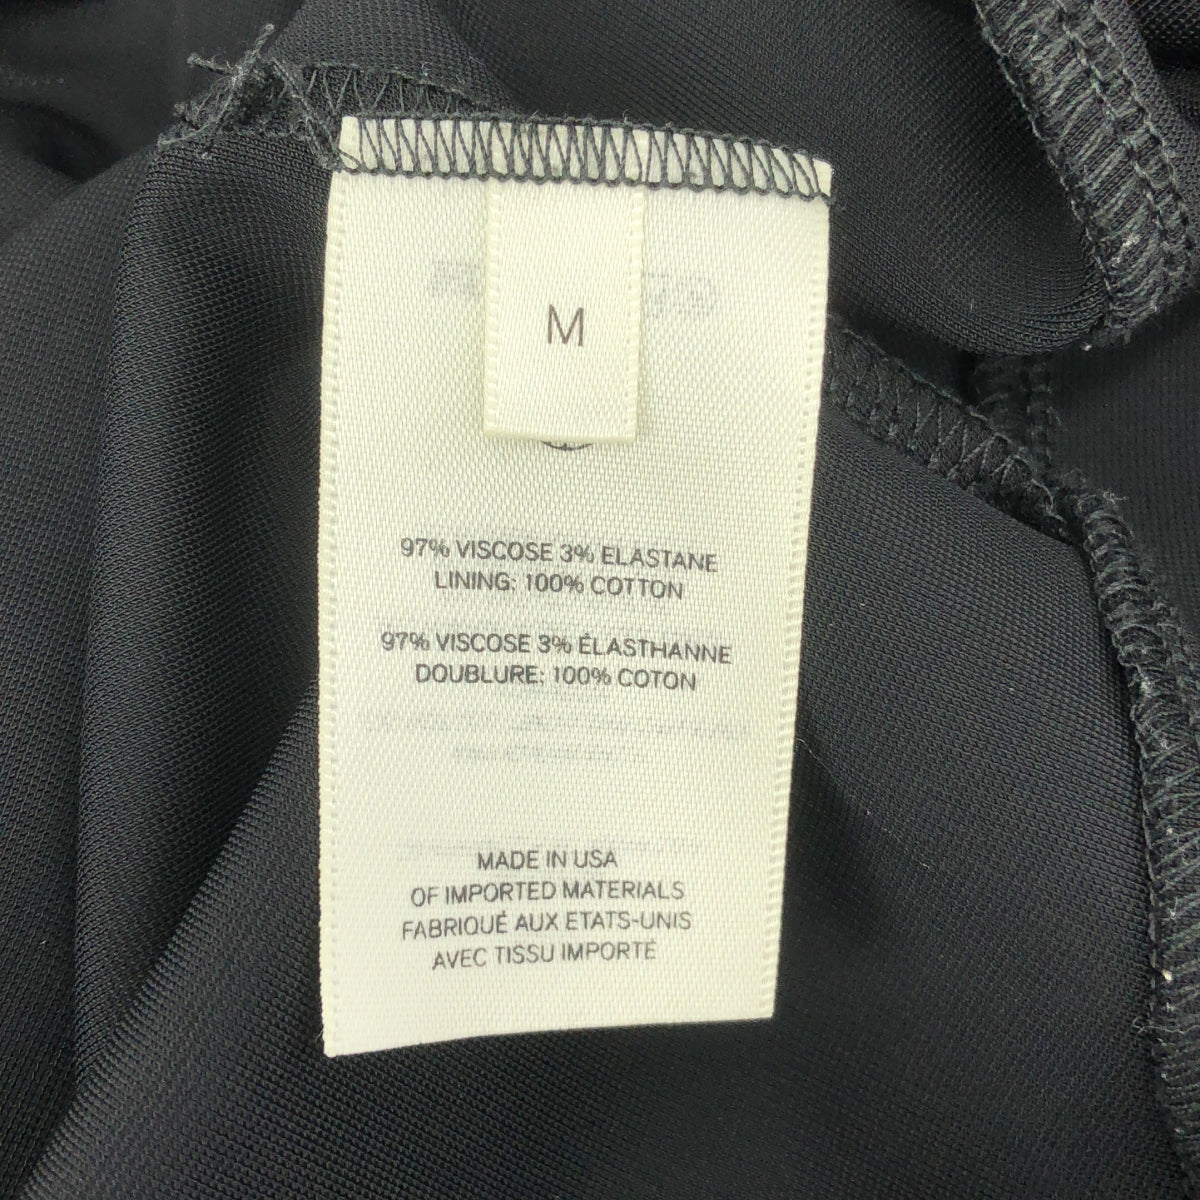 M
97% VISCOSE 3% ELASTANE
LINING: 100% COTTON
97% VISCOSE 3% ÉLASTHANNE
DOUBLURE: 100% COTON
MADE IN USA
OF IMPORTED MATERIALS
FABRIQUÉ AUX ETATS-UNIS
AVEC TISSU IMPORTÉ